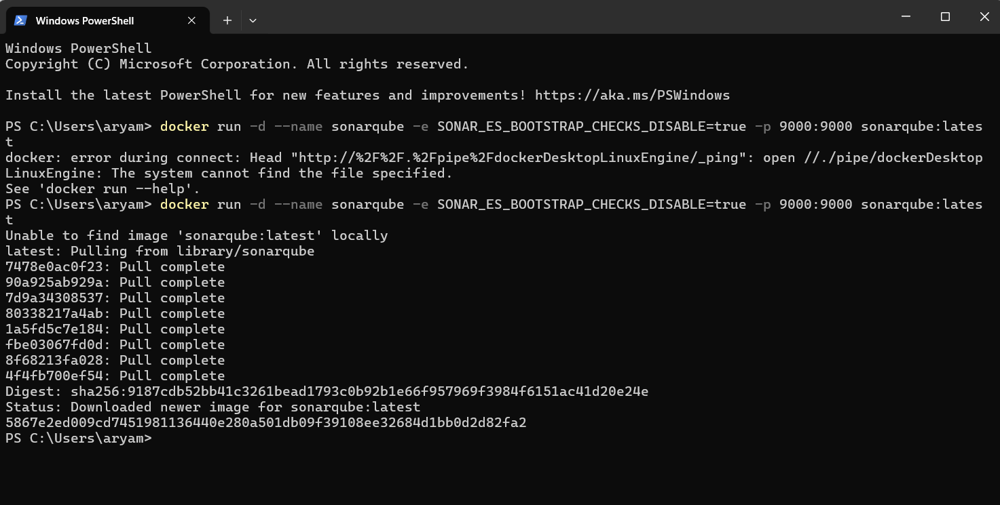 Windows PowerShell
Windows PowerShell
Copyright (C) Microsoft Corporation. All rights reserved.
Install the latest PowerShell for new features and improvements! https://aka.ms/PSWindows
PS C:\Users\aryam> docker run -d --name sonarqube -e SONAR_ES_BOOTSTRAP_CHECKS_DISABLE=true -p 9000:9000 sonarqube:lates
t
docker: error during connect: Head "http://%2F%2F.%2Fpipe%2FdockerDesktopLinuxEngine/_ping": open //./pipe/dockerDesktop
LinuxEngine: The system cannot find the file specified.
See 'docker run --help'.
PS C:\Users\aryam> docker run -d --name sonarqube -e SONAR_ES_BOOTSTRAP_CHECKS_DISABLE=true -p 9000:9000 sonarqube:lates
t
Unable to find image 'sonarqube:latest' locally
latest: Pulling from library/sonarqube
7478e0ac0f23: Pull complete
90a925ab929a: Pull complete
7d9a34308537: Pull complete
80338217a4ab: Pull complete
1a5fd5c7e184: Pull complete
fbe03067fd0d: Pull complete
8f68213fa028: Pull complete
4f4fb700ef54: Pull complete
Digest: sha256:9187cdb52bb41c3261bead1793c0b92b1e66f957969f3984f6151ac41d20e24e
Status: Downloaded newer image for sonarqube:latest
5867e2ed009cd7451981136440e280a501db09f39108ee32684d1bb0d2d82fa2
PS C:\Users\aryam>